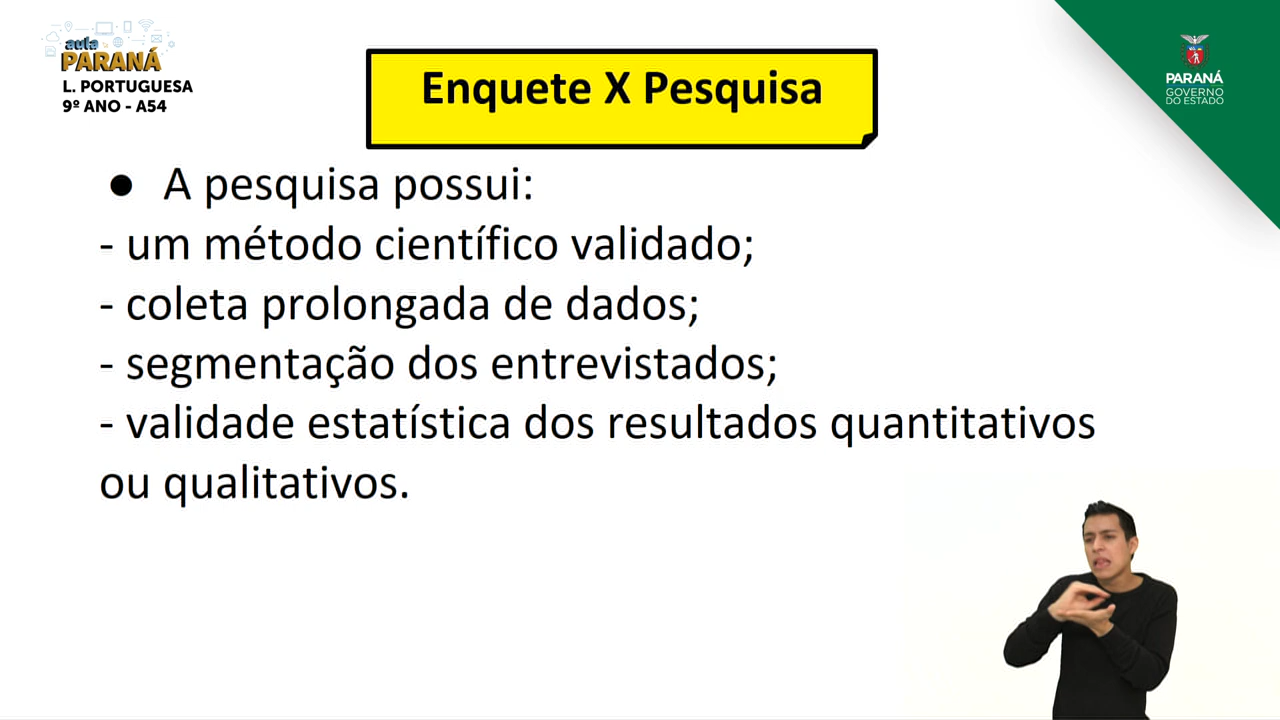 aula
PARANÁ
L. PORTUGUESA
9º ANO - A54
Enquete X Pesquisa
PARANÁ
GOVERNO
DO ESTADO
● A pesquisa possui:
- um método científico validado;
- coleta prolongada de dados;
- segmentação dos entrevistados;
- validade estatística dos resultados quantitativos
ou qualitativos.